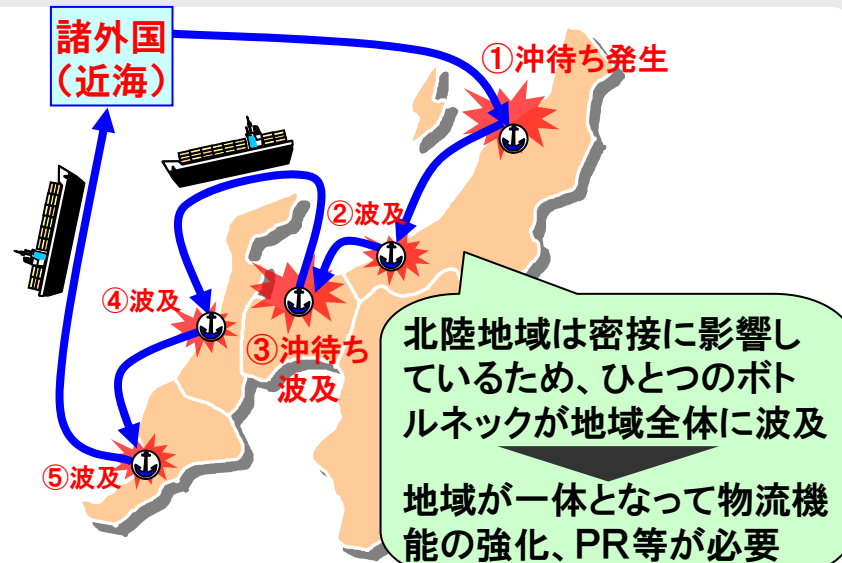 諸外国
（近海）
①沖待ち発生
②波及
③沖待ち
波及
④波及
⑤波及
北陸地域は密接に影響し
ているため、ひとつのボト
ルネックが地域全体に波及
地域が一体となって物流機
能の強化、PR等が必要